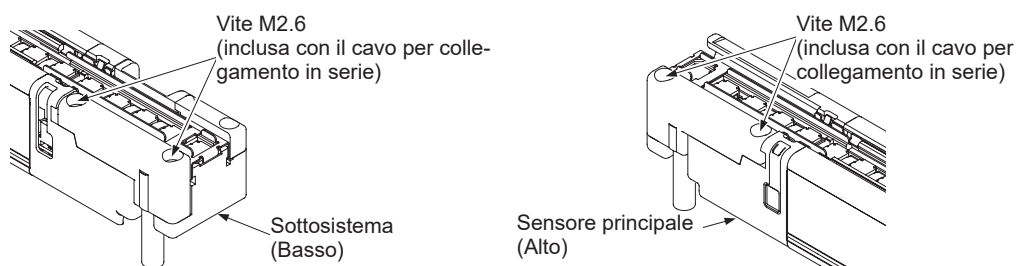 Vite M2.6
(inclusa con il cavo per colle-
gamento in serie)
Sottosistema
(Basso)
Vite M2.6
(inclusa con il cavo per
collegamento in serie)
Sensore principale
(Alto)